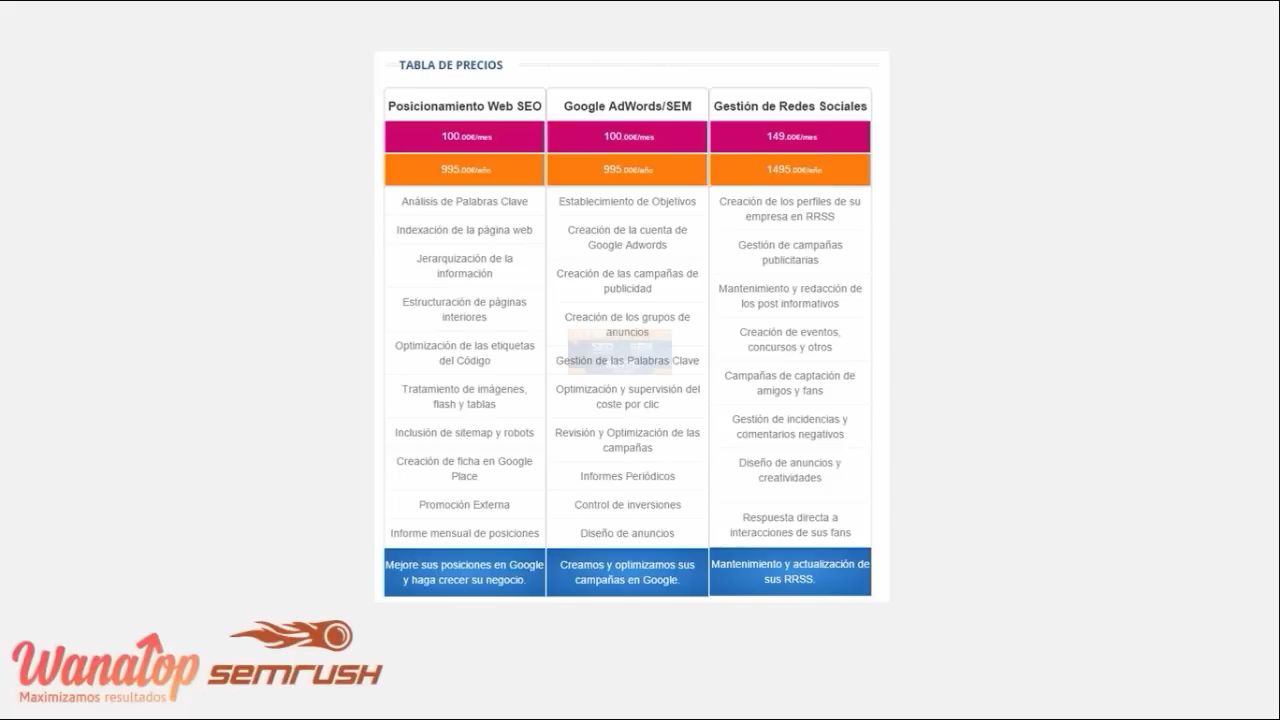 TABLA DE PRECIOS
Posicionamiento Web SEO
100.00€/mes
995.00€/año
Análisis de Palabras Clave
Indexación de la página web
Jerarquización de la
información
Estructuración de páginas
interiores
Optimización de las etiquetas
del Código
Tratamiento de imágenes,
flash y tablas
Inclusión de sitemap y robots
Creación de ficha en Google
Place
Promoción Externa
Informe mensual de posiciones
Mejore sus posiciones en Google
y haga crecer su negocio.
Google AdWords/SEM
100.00€/mes
995.00€/año
Establecimiento de Objetivos
Creación de la cuenta de
Google Adwords
Creación de las campañas de
publicidad
Creación de los grupos de
anuncios
Gestión de las Palabras Clave
Optimización y supervisión del
coste por clic
Revisión y Optimización de las
campañas
Informes Periódicos
Control de inversiones
Diseño de anuncios
Creamos y optimizamos sus
campañas en Google.
Gestión de Redes Sociales
149.00€/mes
1495.00€/año
Creación de los perfiles de su
empresa en RRSS
Gestión de campañas
publicitarias
Mantenimiento y redacción de
los post informativos
Creación de eventos,
concursos y otros
Campañas de captación de
amigos y fans
Gestión de incidencias y
comentarios negativos
Diseño de anuncios y
creatividades
Respuesta directa a
interacciones de sus fans
Mantenimiento y actualización de
sus RRSS.
Wanatop
Maximizamos resultados
semrush